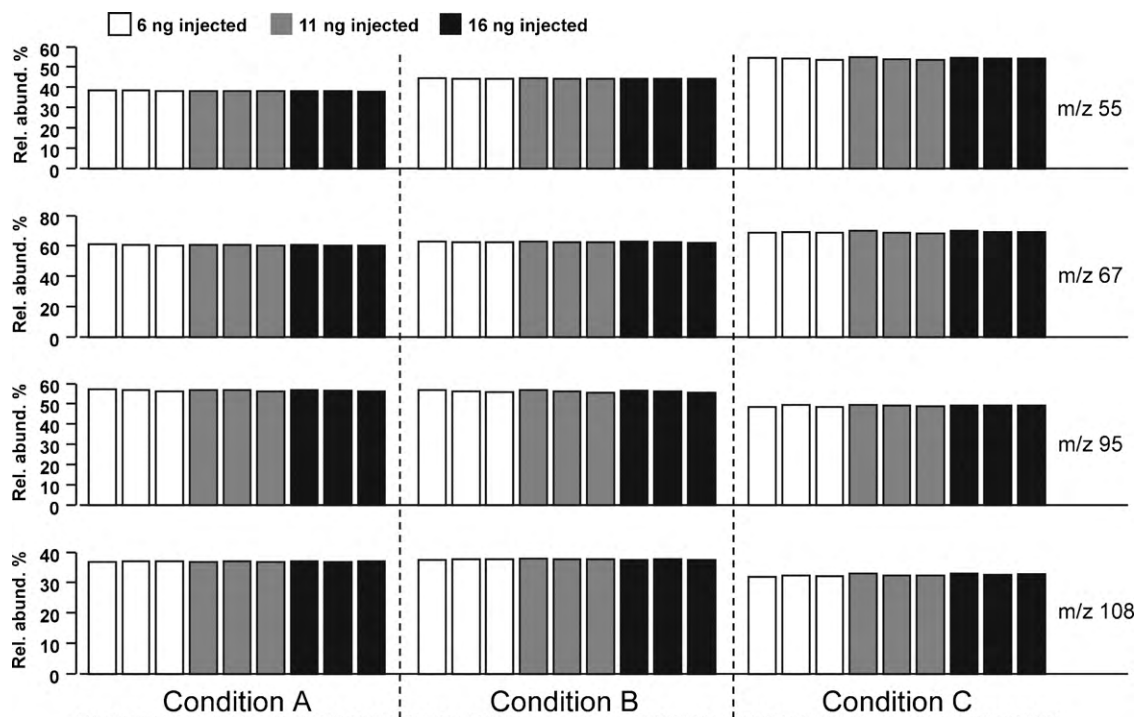 6 ng injected 11 ng injected 16 ng injected
Rel. abund. %
60
50
40
30
20
10
0
m/z 55
Rel. abund. %
80
60
40
20
0
m/z 67
Rel. abund. %
60
50
40
30
20
10
0
m/z 95
Rel. abund. %
40
30
20
10
0
m/z 108
Condition A Condition B Condition C